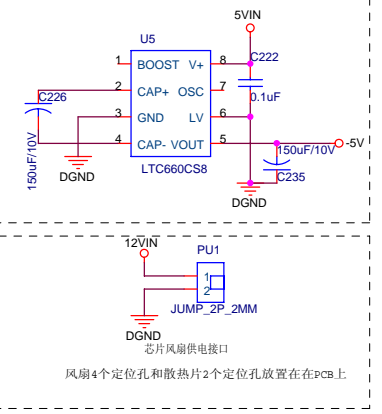 5VIN
U5
1 BOOST V+ 8
C222
2 CAP+ OSC 7
C226
0.1uF
3 GND LV 6
4 CAP- VOUT 5
-5V
150uF/10V
150uF/10V
LTC660CS8
C235
DGND
DGND
12VIN
PU1
1
2
JUMP_2P_2MM
DGND
芯片风扇供电接口
风扇4个定位孔和散热片2个定位孔放置在在PCB上